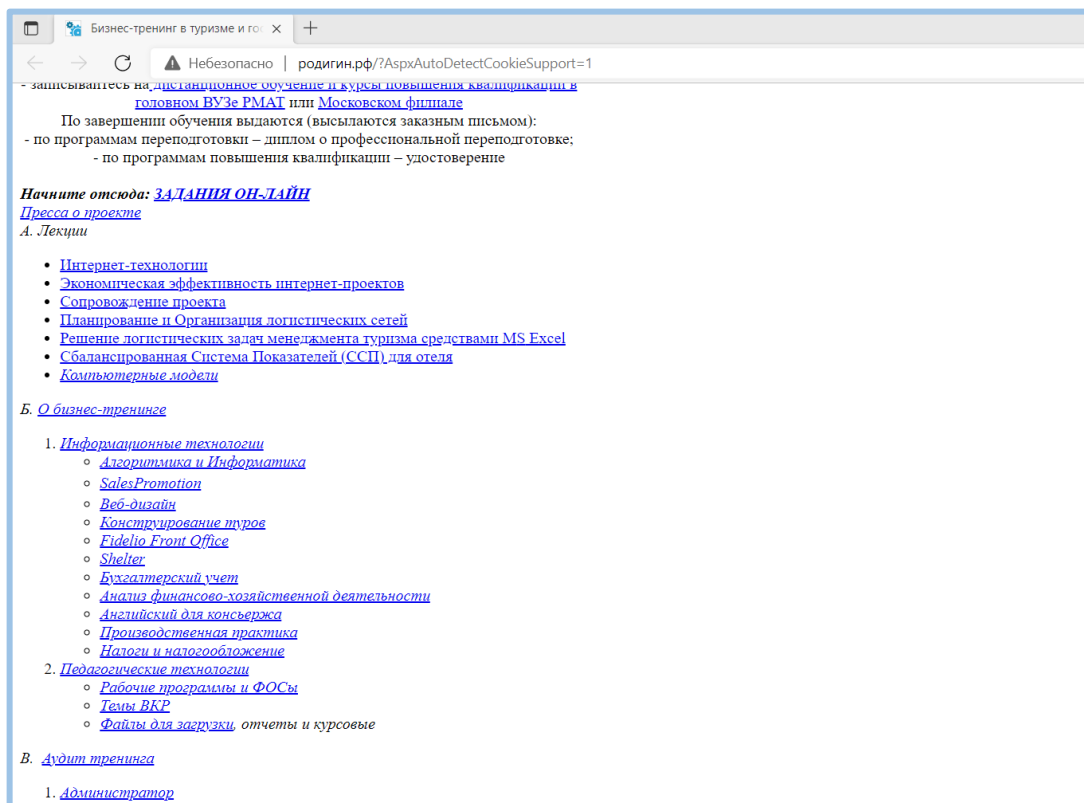 Бизнес-тренинг в туризме и гос
Небезопасно | родигин.рф/?AspxAutoDetectCookieSupport=1
- записывайтесь на дистанционное обучение и курсы повышения квалификации в
головном ВУЗе РМАТ или Московском филиале
По завершении обучения выдаются (высылаются заказным письмом):
- по программам переподготовки – диплом о профессиональной переподготовке;
- по программам повышения квалификации – удостоверение
Начните отсюда: ЗАДАНИЯ ОН-ЛАЙН
Пресса о проекте
А. Лекции
• Интернет-технологии
• Экономическая эффективность интернет-проектов
• Сопровождение проекта
• Планирование и Организация логистических сетей
• Решение логистических задач менеджмента туризма средствами MS Excel
• Сбалансированная Система Показателей (ССП) для отеля
• Компьютерные модели
Б. О бизнес-тренинге
1. Информационные технологии
◦ Алгоритмика и Информатика
◦ SalesPromotion
◦ Веб-дизайн
◦ Конструирование туров
◦ Fidelio Front Office
◦ Shelter
◦ Бухгалтерский учет
◦ Анализ финансово-хозяйственной деятельности
◦ Английский для консьержа
◦ Производственная практика
◦ Налоги и налогообложение
2. Педагогические технологии
◦ Рабочие программы и ФОСы
◦ Темы ВКР
◦ Файлы для загрузки, отчеты и курсовые
В. Аудит тренинга
1. Администратор